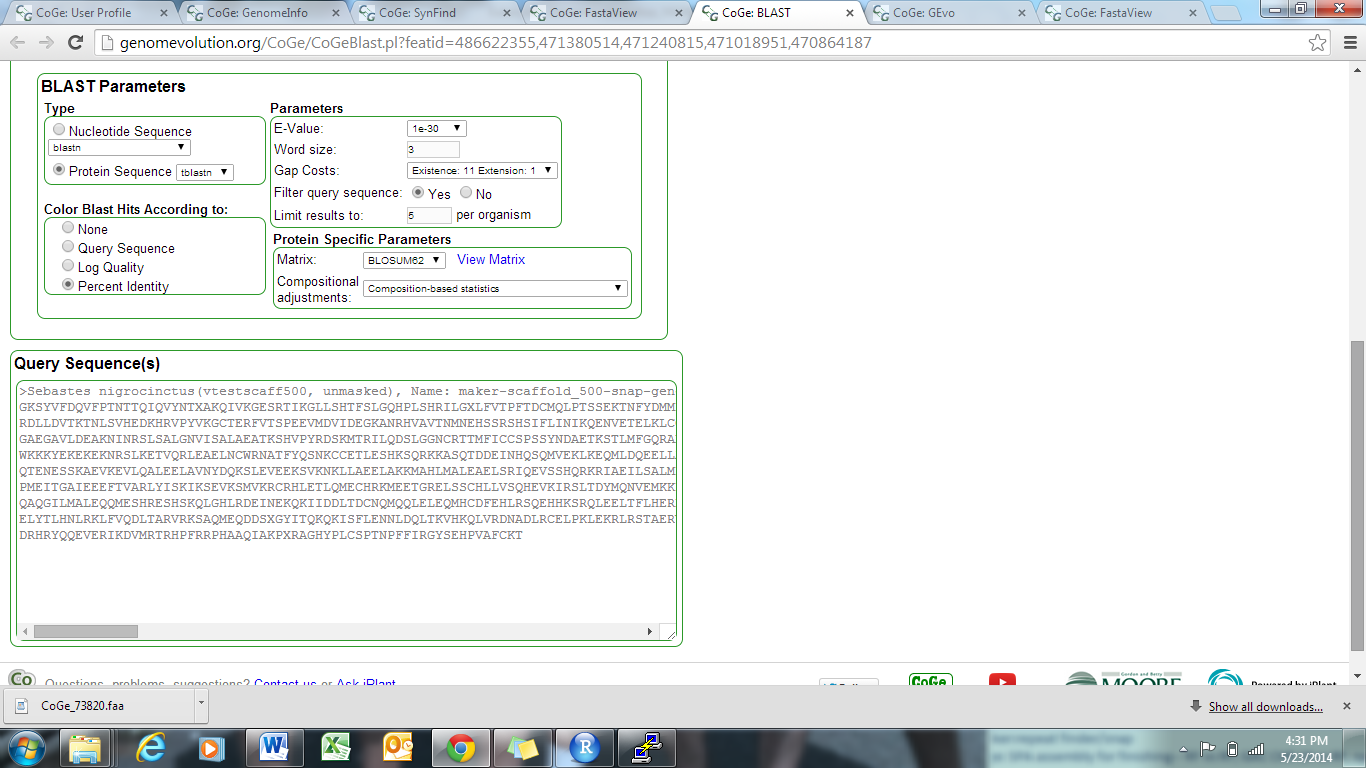 CoGe: User Profile
CoGe: GenomeInfo
CoGe: SynFind
CoGe: FastaView
CoGe: BLAST
CoGe: GEvo
CoGe: FastaView
genomevolution.org/CoGe/CoGeBlast.pl?featid=486622355,471380514,471240815,471018951,470864187
BLAST Parameters
Type
Nucleotide Sequence
blastn
Protein Sequence tblastn
Color Blast Hits According to:
None
Query Sequence
Log Quality
Percent Identity
Parameters
E-Value: 1e-30
Word size: 3
Gap Costs: Existence: 11 Extension: 1
Filter query sequence: Yes No
Limit results to: 5 per organism
Protein Specific Parameters
Matrix: BLOSUM62 View Matrix
Compositional adjustments: Composition-based statistics
Query Sequence(s)
>Sebastes nigrocinctus(vtestscaff500, unmasked), Name: maker-scaffold_500-snap-gen
GKSYVFDQVFPTNTTQIQVYNTXAKQIVKGESRTIKGLLSHTFSLGQHPLSHRILGXLFVTPFTDCMQLPTSSEKTNFYDMM
RDLLDVTKTNLSVHEDKHRVPYVKGCTERFVTSPEEVMDVIDEGKANRHVAVTNMNEHSSRSHSIFLINIKQENVETELKLC
GAEGAVLDEAKNINRSLSALGNVISALAEATKSHVPYRDSKMTRILQDSLGGNCRTTMFICCSPSSYNDAETKSTLMFGQRA
WKKKYEKEKEKNRSLKETVQRLEAELNCWRNATFYQSNKCCETLESHKSQRKKASQTDDEINHQSQMVEKLKEQMLDQEELL
QTENESSKAEVKEVLQALEELAVNYDQKSLEVEEKSVKNKLLAEELAKKMAHLMALEAELSRIQEVSSHQRKRIAEILSALM
PMEITGAIEEEFTVARLYISKIKSEVKSMVKRCRHLETLQMECHRKMEETGRELSSCHLLVSQHEVKIRSLTDYMQNVEMKK
QAQGILMALEQQMESHRESHSKQLGHLRDEINEKQKIIDDLTDCNQMQQLELEQMHCDFEHLRSQEHHKSRQLEELTFLHER
ELYTLHNLRKLFVQDLTARVRKSAQMEQDDSXGYITQKQKISFLENNLDQLTKVHKQLVRDNADLRCELPKLEKRLRSTAER
DRHRYQQEVERIKDVMRTRHPFRRPHAAQIAKPXRAGHYPLCSPTNPFFIRGYSEHPVAFCKT
Questions, problems, suggestions? Contact us or Ask iPlant
CoGe
MOORE
Powered by iPlant
CoGe_73820.faa
Show all downloads...
4:31 PM
5/23/2014